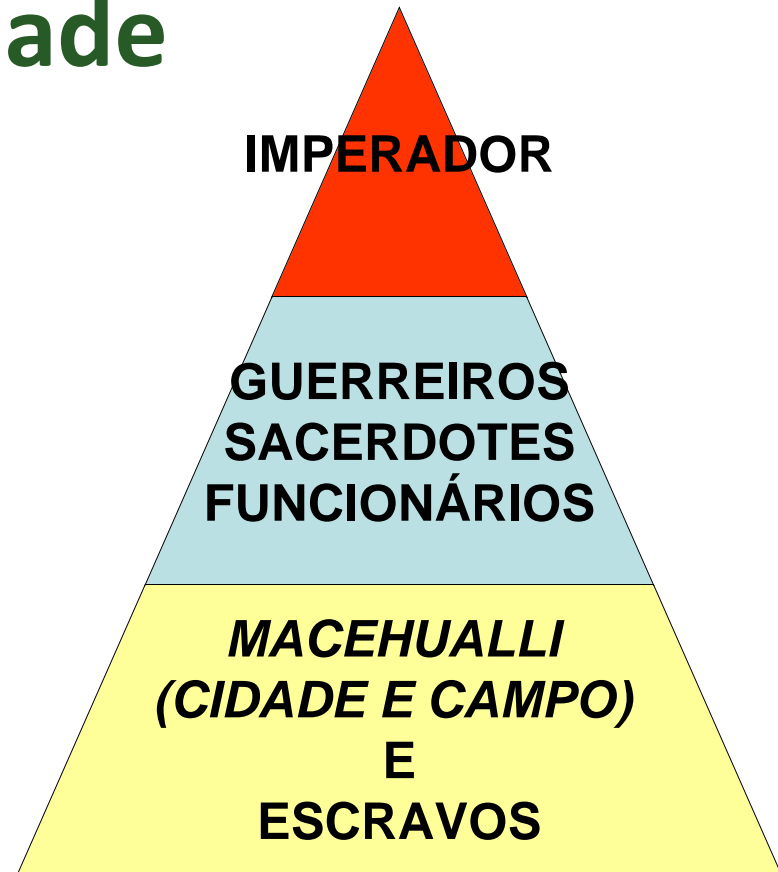 ade
IMPERADOR
GUERREIROS
SACERDOTES
FUNCIONÁRIOS
MACEHUALLI
(CIDADE E CAMPO)
E
ESCRAVOS